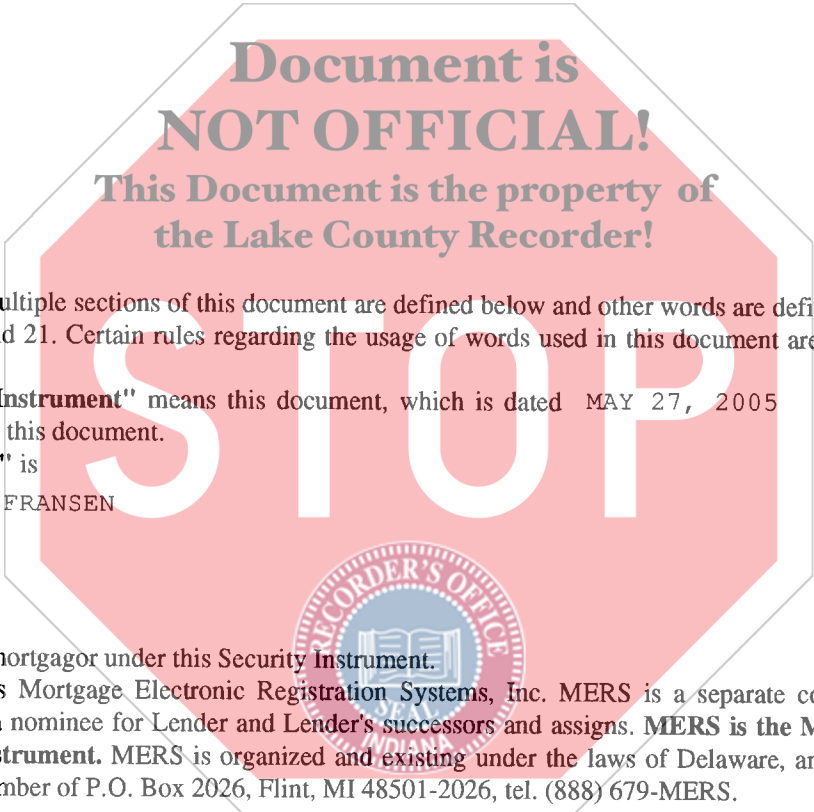 Document is
NOT OFFICIAL!
This Document is the property of
the Lake County Recorder!
ultiple sections of this document are defined below and other words are defi
d 21. Certain rules regarding the usage of words used in this document are
Instrument" means this document, which is dated MAY 27, 2005
this document.
" is
FRANSEN
STOP
RECORDER'S OFFICE
SEAL
INDIANA
mortgagor under this Security Instrument.
s Mortgage Electronic Registration Systems, Inc. MERS is a separate co
nominee for Lender and Lender's successors and assigns. MERS is the M
strument. MERS is organized and existing under the laws of Delaware, an
mber of P.O. Box 2026, Flint, MI 48501-2026, tel. (888) 679-MERS.